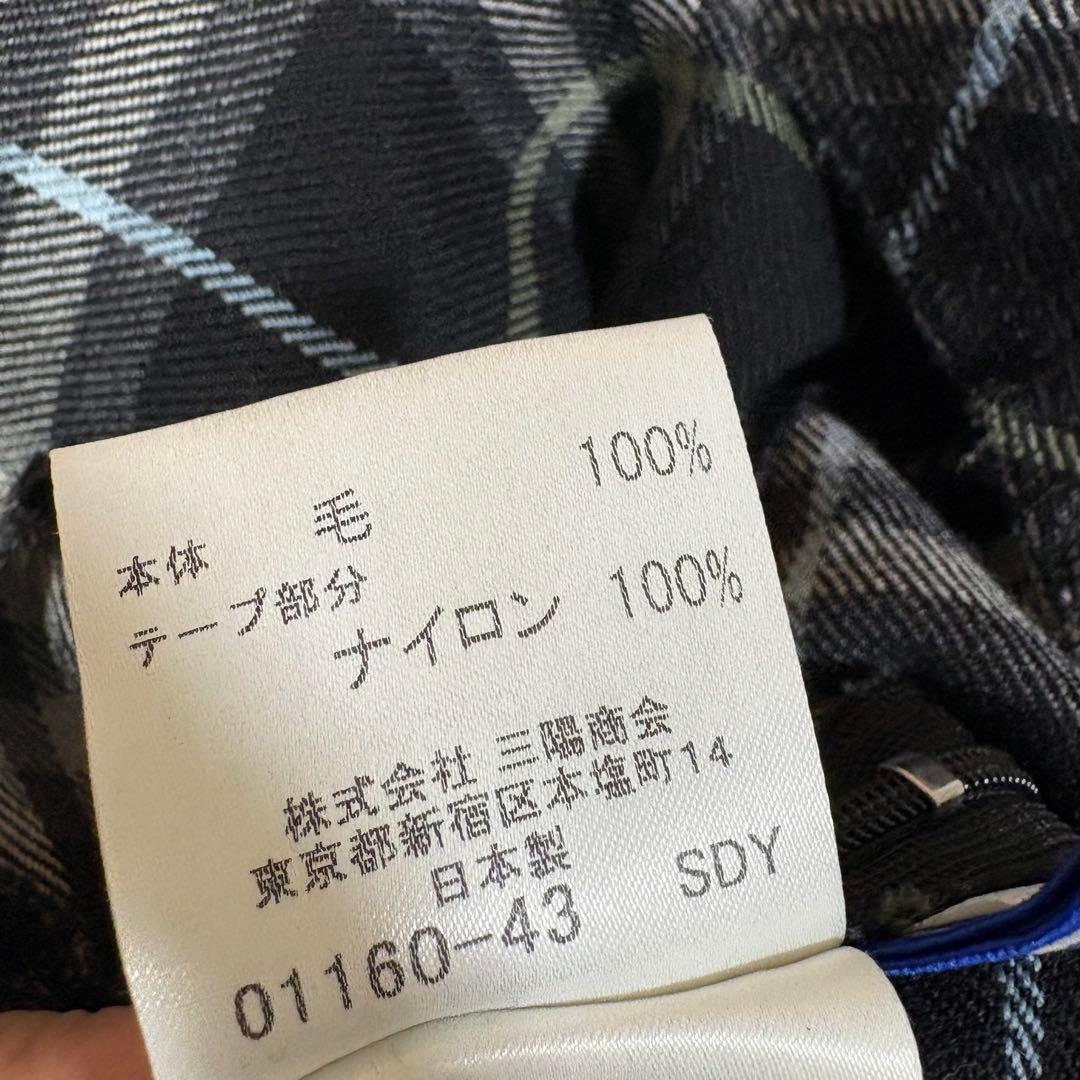 本体 毛 100%
テープ部分
ナイロン 100%
株式会社 三陽商会
東京都新宿区本塩町14
日本製 SDY
01160-43